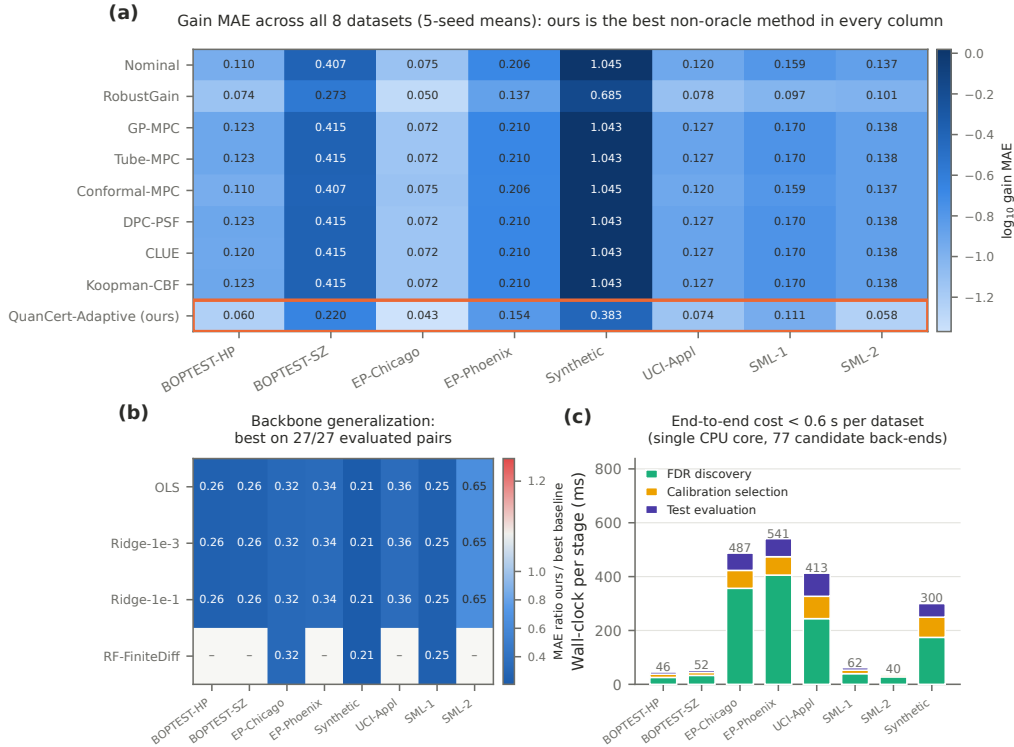 (a)
Gain MAE across all 8 datasets (5-seed means): ours is the best non-oracle method in every column
Nominal 0.110 0.407 0.075 0.206 1.045 0.120 0.159 0.137
RobustGain 0.074 0.273 0.050 0.137 0.685 0.078 0.097 0.101
GP-MPC 0.123 0.415 0.072 0.210 1.043 0.127 0.170 0.138
Tube-MPC 0.123 0.415 0.072 0.210 1.043 0.127 0.170 0.138
Conformal-MPC 0.110 0.407 0.075 0.206 1.045 0.120 0.159 0.137
DPC-PSF 0.123 0.415 0.072 0.210 1.043 0.127 0.170 0.138
CLUE 0.120 0.415 0.072 0.210 1.043 0.127 0.170 0.138
Koopman-CBF 0.123 0.415 0.072 0.210 1.043 0.127 0.170 0.138
QuanCert-Adaptive (ours) 0.060 0.220 0.043 0.154 0.383 0.074 0.111 0.058
BOPTEST-HP BOPTEST-SZ EP-Chicago EP-Phoenix Synthetic UCI-Appl SML-1 SML-2
0.0
−0.2
−0.4
−0.6
−0.8
−1.0
−1.2
log₁₀ gain MAE
(b)
Backbone generalization:
best on 27/27 evaluated pairs
OLS 0.26 0.26 0.32 0.34 0.21 0.36 0.25 0.65
Ridge-1e-3 0.26 0.26 0.32 0.34 0.21 0.36 0.25 0.65
Ridge-1e-1 0.26 0.26 0.32 0.34 0.21 0.36 0.25 0.65
RF-FiniteDiff – – 0.32 – 0.21 – 0.25 –
BOPTEST-HP BOPTEST-SZ EP-Chicago EP-Phoenix Synthetic UCI-Appl SML-1 SML-2
1.2
1.0
0.8
0.6
0.4
MAE ratio ours / best baseline
(c)
End-to-end cost < 0.6 s per dataset
(single CPU core, 77 candidate back-ends)
Wall-clock per stage (ms)
800
600
400
200
0
FDR discovery
Calibration selection
Test evaluation
46 52 487 541 413 62 40 300
BOPTEST-HP BOPTEST-SZ EP-Chicago EP-Phoenix UCI-Appl SML-1 SML-2 Synthetic